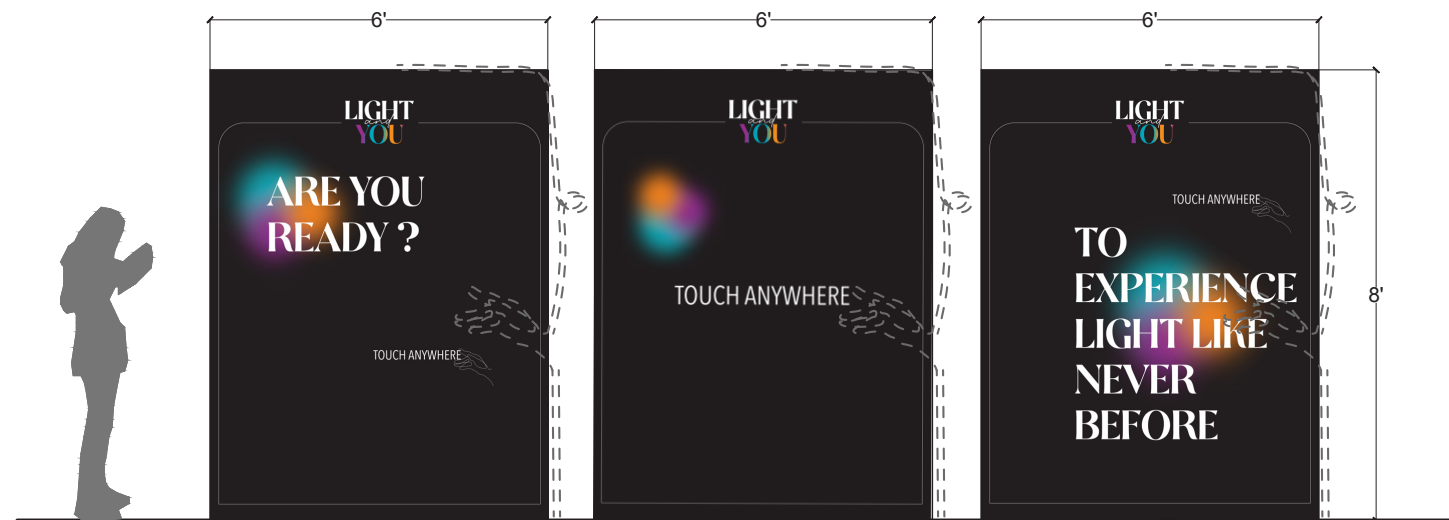 6'
LIGHT
and
YOU
ARE YOU
READY ?
TOUCH ANYWHERE
6'
LIGHT
and
YOU
TOUCH ANYWHERE
6'
LIGHT
and
YOU
TOUCH ANYWHERE
TO
EXPERIENCE
LIGHT LIKE
NEVER
BEFORE
8'